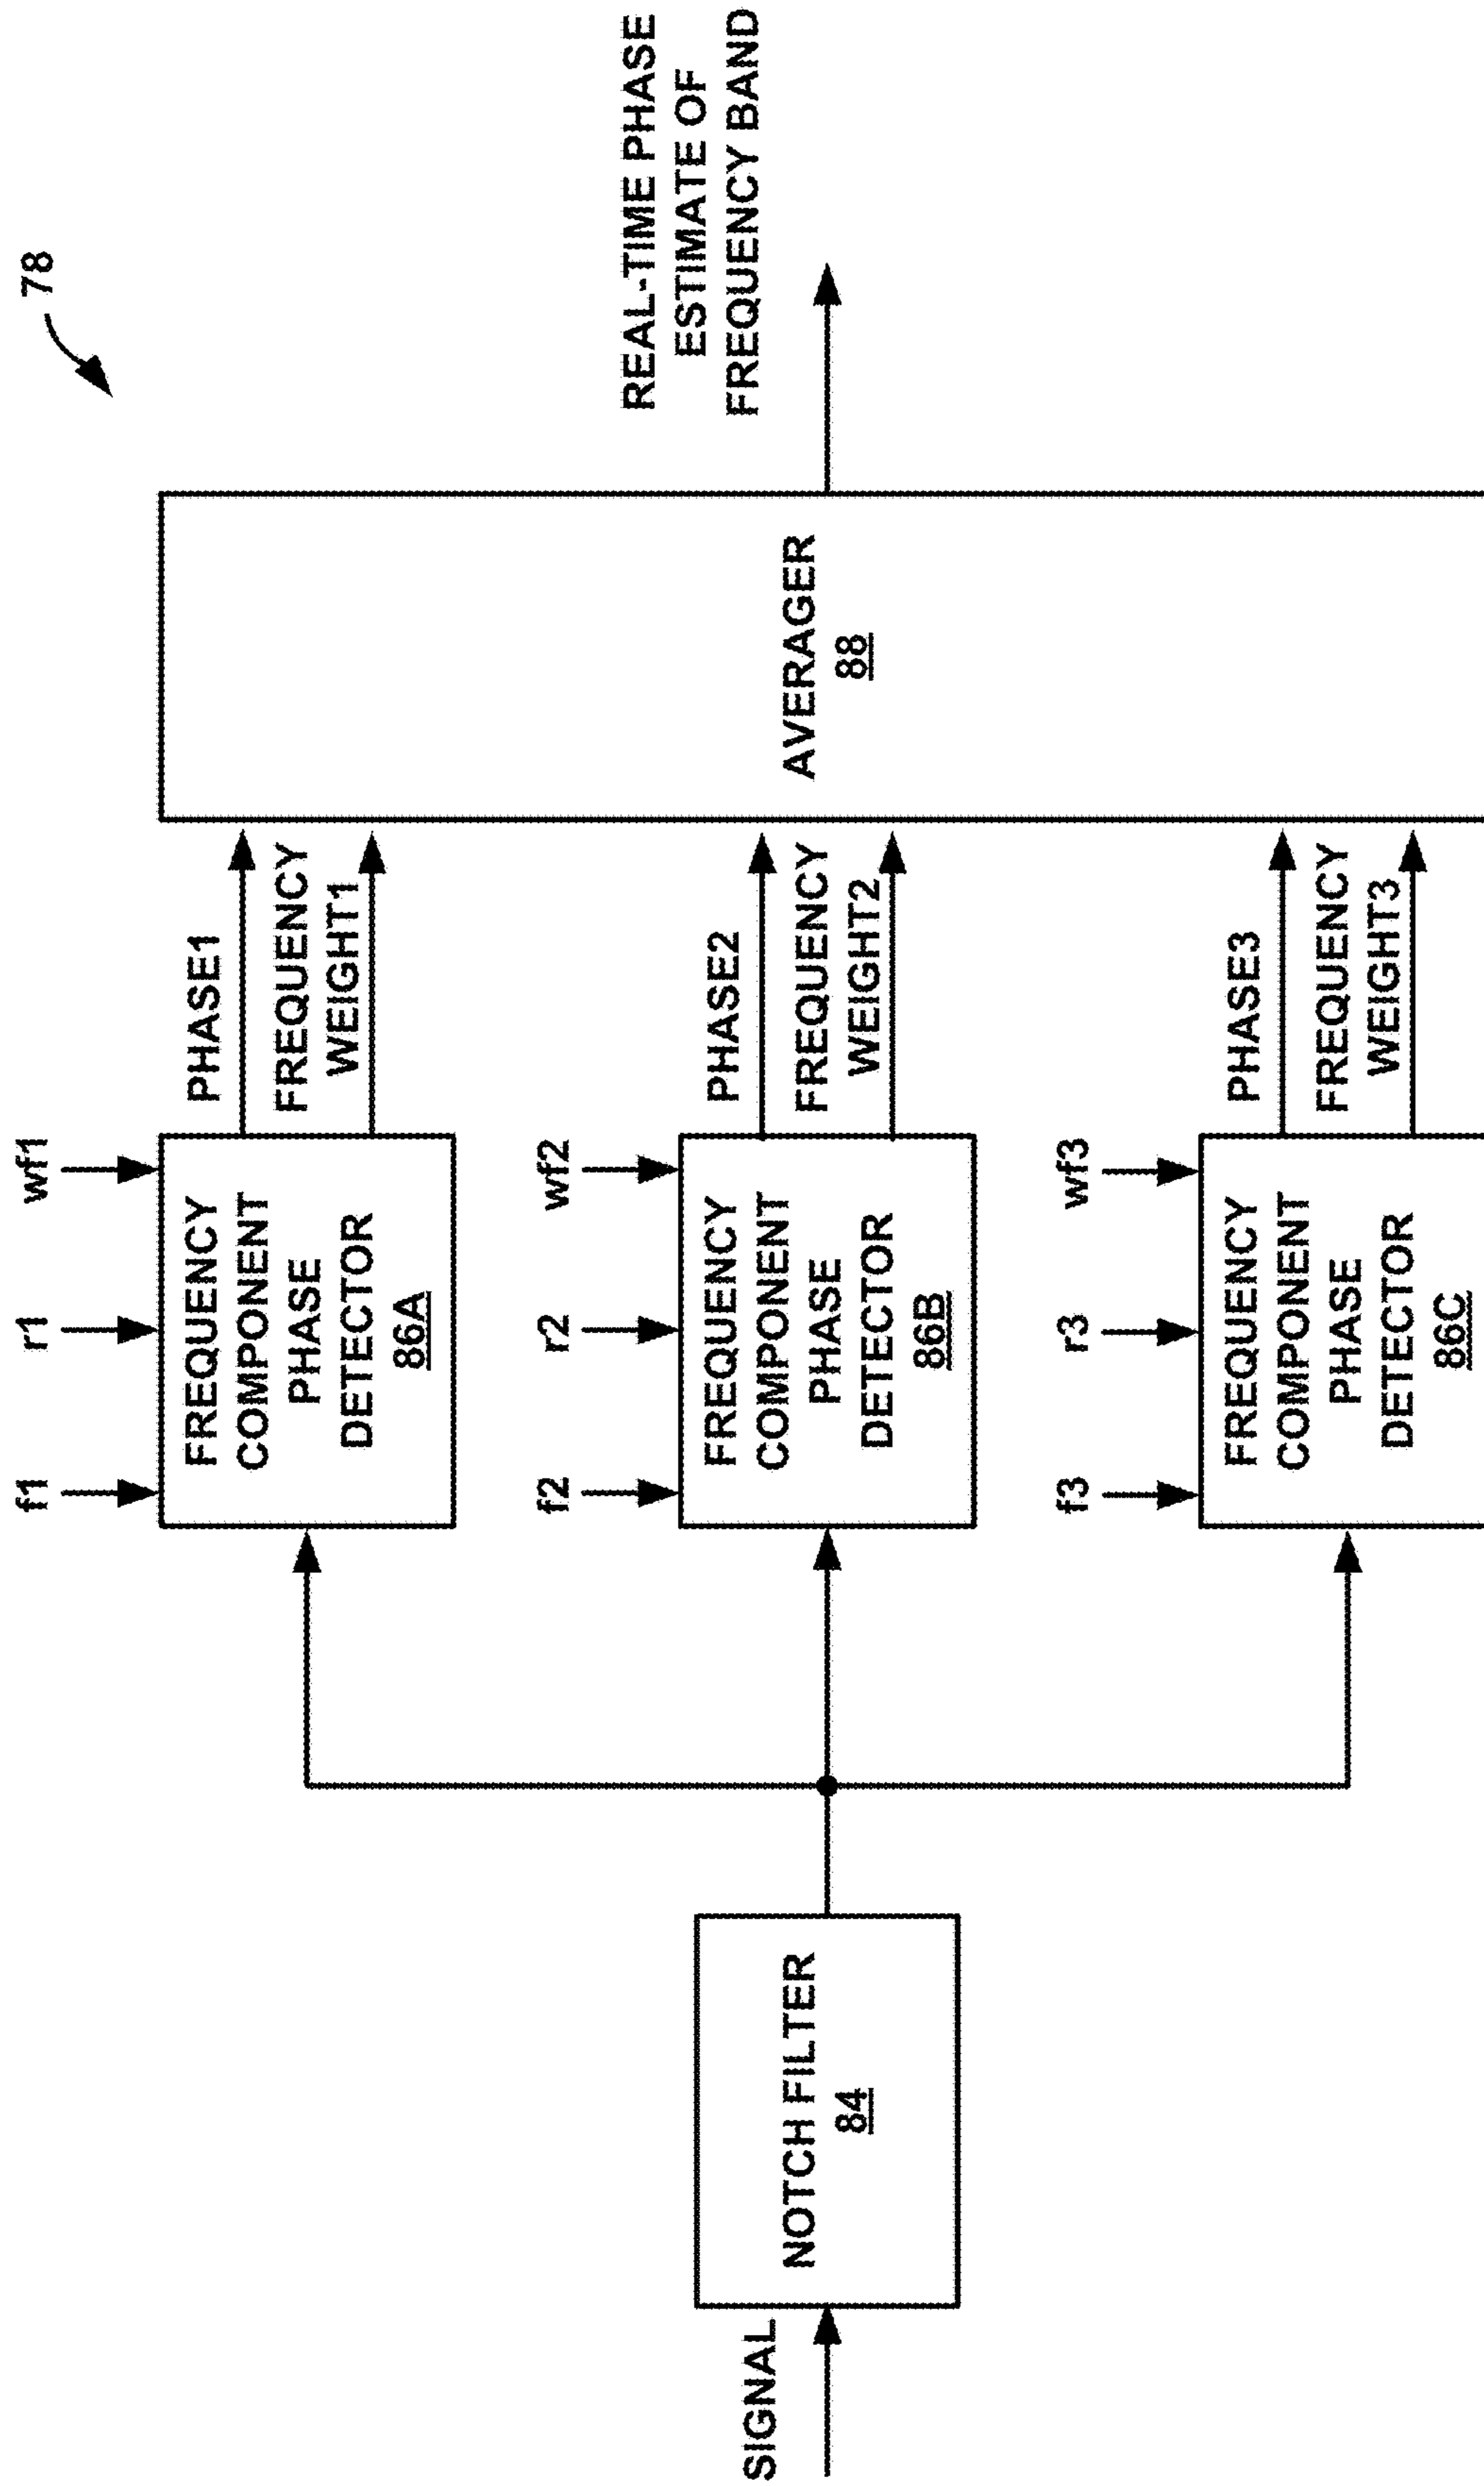 78
SIGNAL
NOTCH FILTER
84
f1
r1
wf1
FREQUENCY
COMPONENT
PHASE
DETECTOR
86A
PHASE1
FREQUENCY
WEIGHT1
f2
r2
wf2
FREQUENCY
COMPONENT
PHASE
DETECTOR
86B
PHASE2
FREQUENCY
WEIGHT2
f3
r3
wf3
FREQUENCY
COMPONENT
PHASE
DETECTOR
86C
PHASE3
FREQUENCY
WEIGHT3
AVERAGER
88
REAL-TIME PHASE
ESTIMATE OF
FREQUENCY BAND